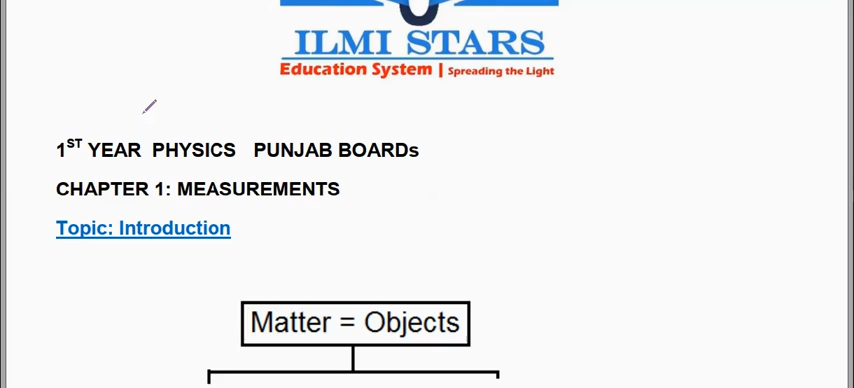 ILMI STARS
Education System | Spreading the Light
1ST YEAR PHYSICS PUNJAB BOARDs
CHAPTER 1: MEASUREMENTS
Topic: Introduction
Matter = Objects